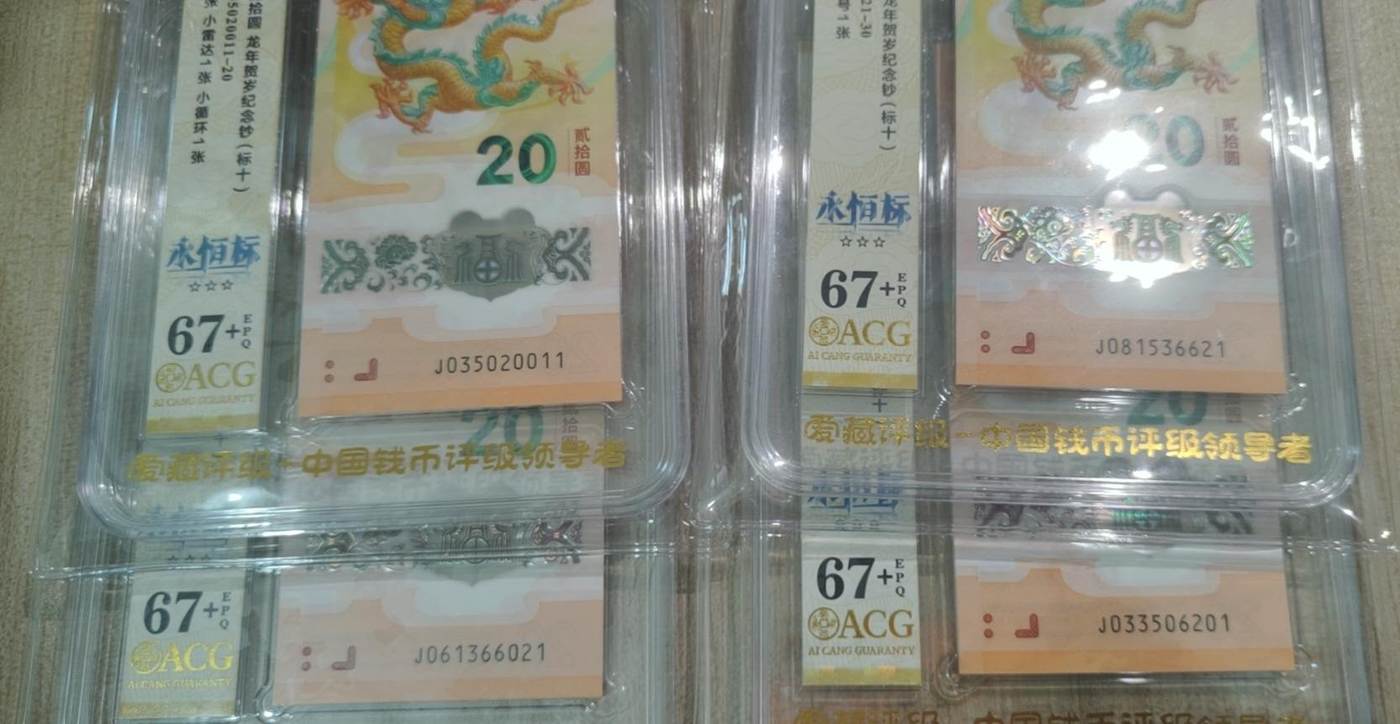 拾圆 龙年贺岁纪念钞(标十)
5020011-20
张 小雷达1张 小循环1张
永恒标
☆☆☆
67+
EPQ
ACG
AI CANG GUARANTY
20
贰拾圆
J035020011
爱藏评级-中国钱币评级领导者
龙年贺岁纪念钞(标十)
21-30
号1张
永恒标
☆☆☆
67+
EPQ
ACG
AI CANG GUARANTY
20
贰拾圆
J081536621
爱藏评级-中国钱币评级领导者
20
67+
EPQ
ACG
AI CANG GUARANTY
J061366021
20
67+
EPQ
ACG
AI CANG GUARANTY
J033506201